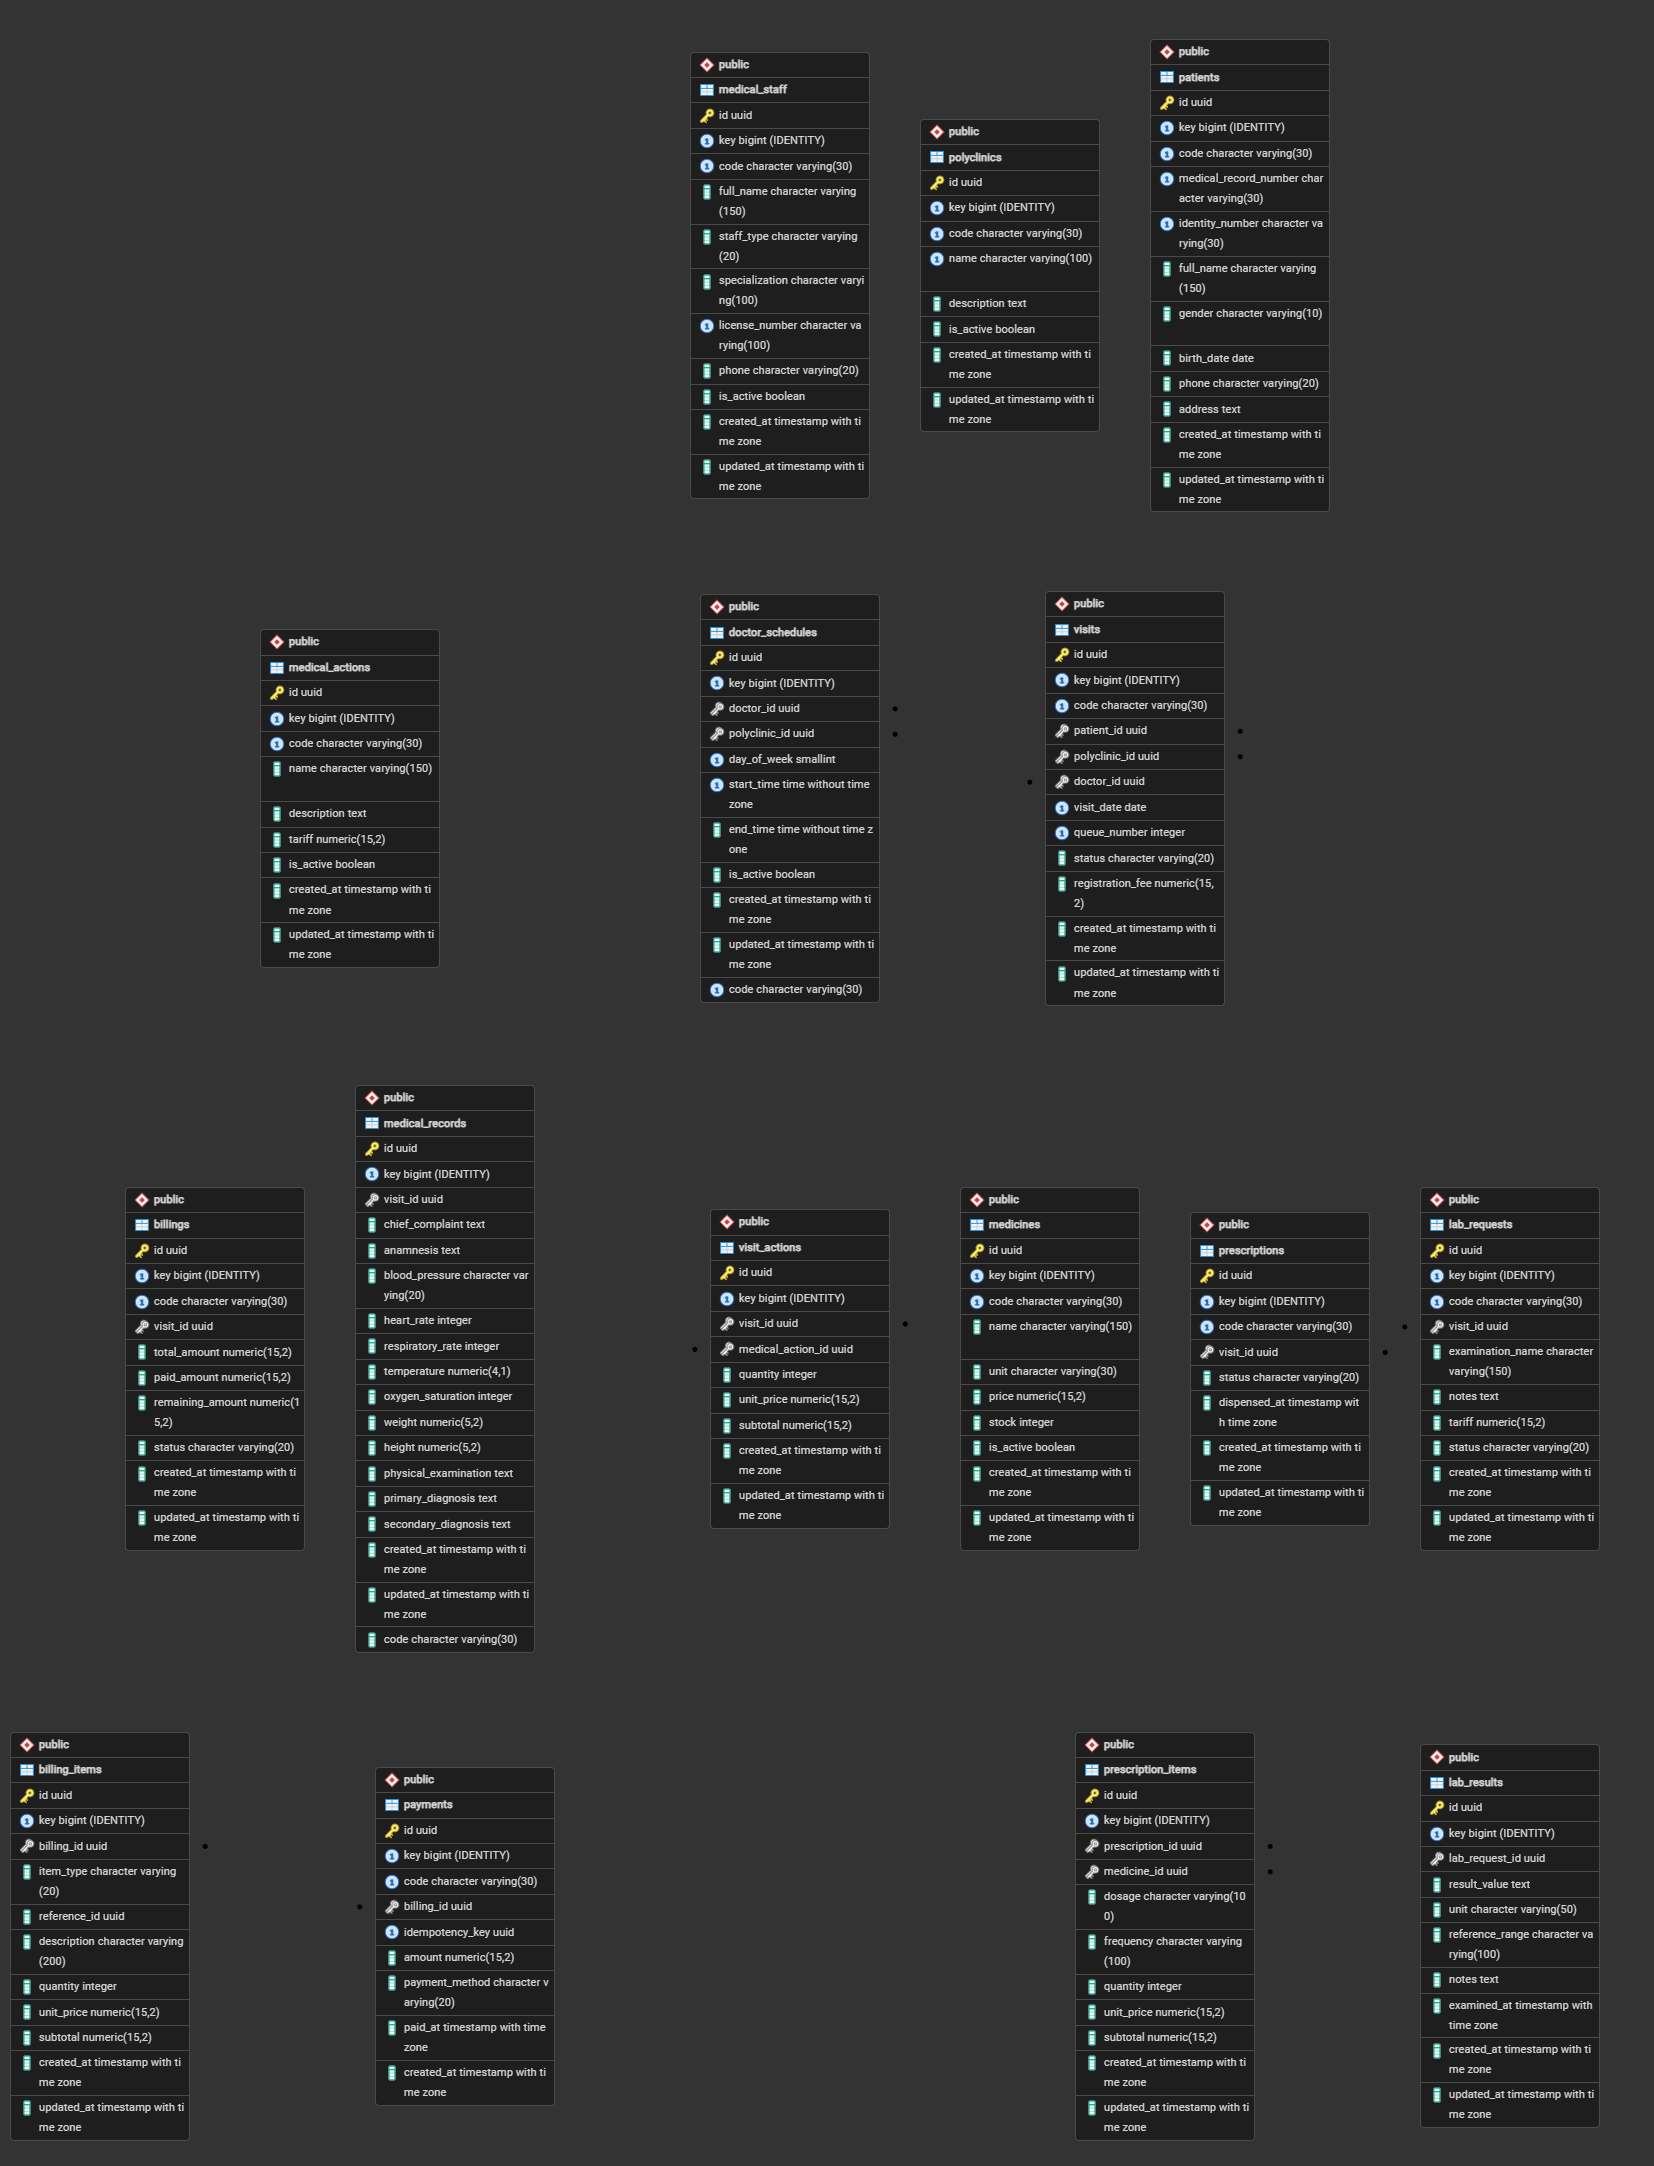 public
medical_staff
id uuid
key bigint (IDENTITY)
code character varying(30)
full_name character varying
(150)
staff_type character varying
(20)
specialization character varyi
ng(100)
license_number character va
rying(100)
phone character varying(20)
is_active boolean
created_at timestamp with ti
me zone
updated_at timestamp with ti
me zone
public
polyclinics
id uuid
key bigint (IDENTITY)
code character varying(30)
name character varying(100)
description text
is_active boolean
created_at timestamp with ti
me zone
updated_at timestamp with ti
me zone
public
patients
id uuid
key bigint (IDENTITY)
code character varying(30)
medical_record_number char
acter varying(30)
identity_number character va
rying(30)
full_name character varying
(150)
gender character varying(10)
birth_date date
phone character varying(20)
address text
created_at timestamp with ti
me zone
updated_at timestamp with ti
me zone
public
medical_actions
id uuid
key bigint (IDENTITY)
code character varying(30)
name character varying(150)
description text
tariff numeric(15,2)
is_active boolean
created_at timestamp with ti
me zone
updated_at timestamp with ti
me zone
public
doctor_schedules
id uuid
key bigint (IDENTITY)
doctor_id uuid
polyclinic_id uuid
day_of_week smallint
start_time time without time
zone
end_time time without time z
one
is_active boolean
created_at timestamp with ti
me zone
updated_at timestamp with ti
me zone
code character varying(30)
public
visits
id uuid
key bigint (IDENTITY)
code character varying(30)
patient_id uuid
polyclinic_id uuid
doctor_id uuid
visit_date date
queue_number integer
status character varying(20)
registration_fee numeric(15,
2)
created_at timestamp with ti
me zone
updated_at timestamp with ti
me zone
public
billings
id uuid
key bigint (IDENTITY)
code character varying(30)
visit_id uuid
total_amount numeric(15,2)
paid_amount numeric(15,2)
remaining_amount numeric(1
5,2)
status character varying(20)
created_at timestamp with ti
me zone
updated_at timestamp with ti
me zone
public
medical_records
id uuid
key bigint (IDENTITY)
visit_id uuid
chief_complaint text
anamnesis text
blood_pressure character var
ying(20)
heart_rate integer
respiratory_rate integer
temperature numeric(4,1)
oxygen_saturation integer
weight numeric(5,2)
height numeric(5,2)
physical_examination text
primary_diagnosis text
secondary_diagnosis text
created_at timestamp with ti
me zone
updated_at timestamp with ti
me zone
code character varying(30)
public
visit_actions
id uuid
key bigint (IDENTITY)
visit_id uuid
medical_action_id uuid
quantity integer
unit_price numeric(15,2)
subtotal numeric(15,2)
created_at timestamp with ti
me zone
updated_at timestamp with ti
me zone
public
medicines
id uuid
key bigint (IDENTITY)
code character varying(30)
name character varying(150)
unit character varying(30)
price numeric(15,2)
stock integer
is_active boolean
created_at timestamp with ti
me zone
updated_at timestamp with ti
me zone
public
prescriptions
id uuid
key bigint (IDENTITY)
code character varying(30)
visit_id uuid
status character varying(20)
dispensed_at timestamp wit
h time zone
created_at timestamp with ti
me zone
updated_at timestamp with ti
me zone
public
lab_requests
id uuid
key bigint (IDENTITY)
code character varying(30)
visit_id uuid
examination_name character
varying(150)
notes text
tariff numeric(15,2)
status character varying(20)
created_at timestamp with ti
me zone
updated_at timestamp with ti
me zone
public
billing_items
id uuid
key bigint (IDENTITY)
billing_id uuid
item_type character varying
(20)
reference_id uuid
description character varying
(200)
quantity integer
unit_price numeric(15,2)
subtotal numeric(15,2)
created_at timestamp with ti
me zone
updated_at timestamp with ti
me zone
public
payments
id uuid
key bigint (IDENTITY)
code character varying(30)
billing_id uuid
idempotency_key uuid
amount numeric(15,2)
payment_method character v
arying(20)
paid_at timestamp with time
zone
created_at timestamp with ti
me zone
public
prescription_items
id uuid
key bigint (IDENTITY)
prescription_id uuid
medicine_id uuid
dosage character varying(10
0)
frequency character varying
(100)
quantity integer
unit_price numeric(15,2)
subtotal numeric(15,2)
created_at timestamp with ti
me zone
updated_at timestamp with ti
me zone
public
lab_results
id uuid
key bigint (IDENTITY)
lab_request_id uuid
result_value text
unit character varying(50)
reference_range character va
rying(100)
notes text
examined_at timestamp with
time zone
created_at timestamp with ti
me zone
updated_at timestamp with ti
me zone